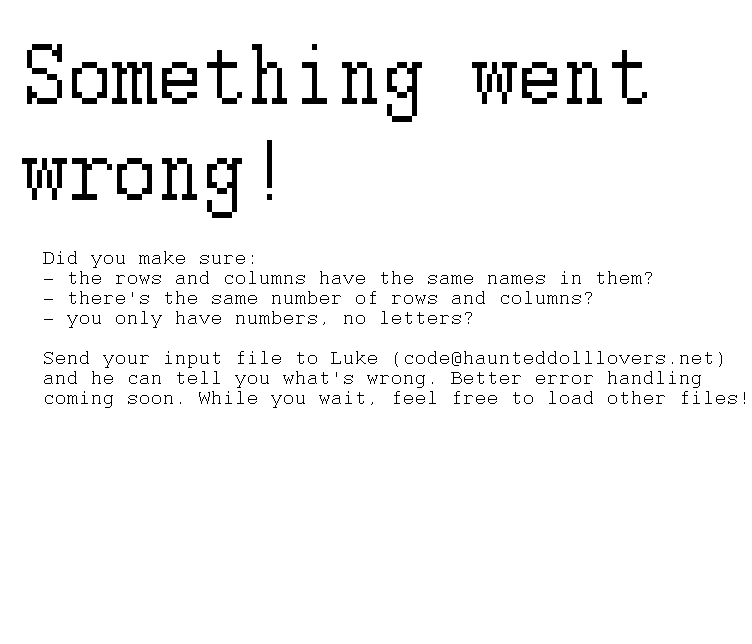 Something went
wrong!
Did you make sure:
- the rows and columns have the same names in them?
- there's the same number of rows and columns?
- you only have numbers, no letters?
Send your input file to Luke (code@haunteddolllovers.net)
and he can tell you what's wrong. Better error handling
coming soon. While you wait, feel free to load other files!